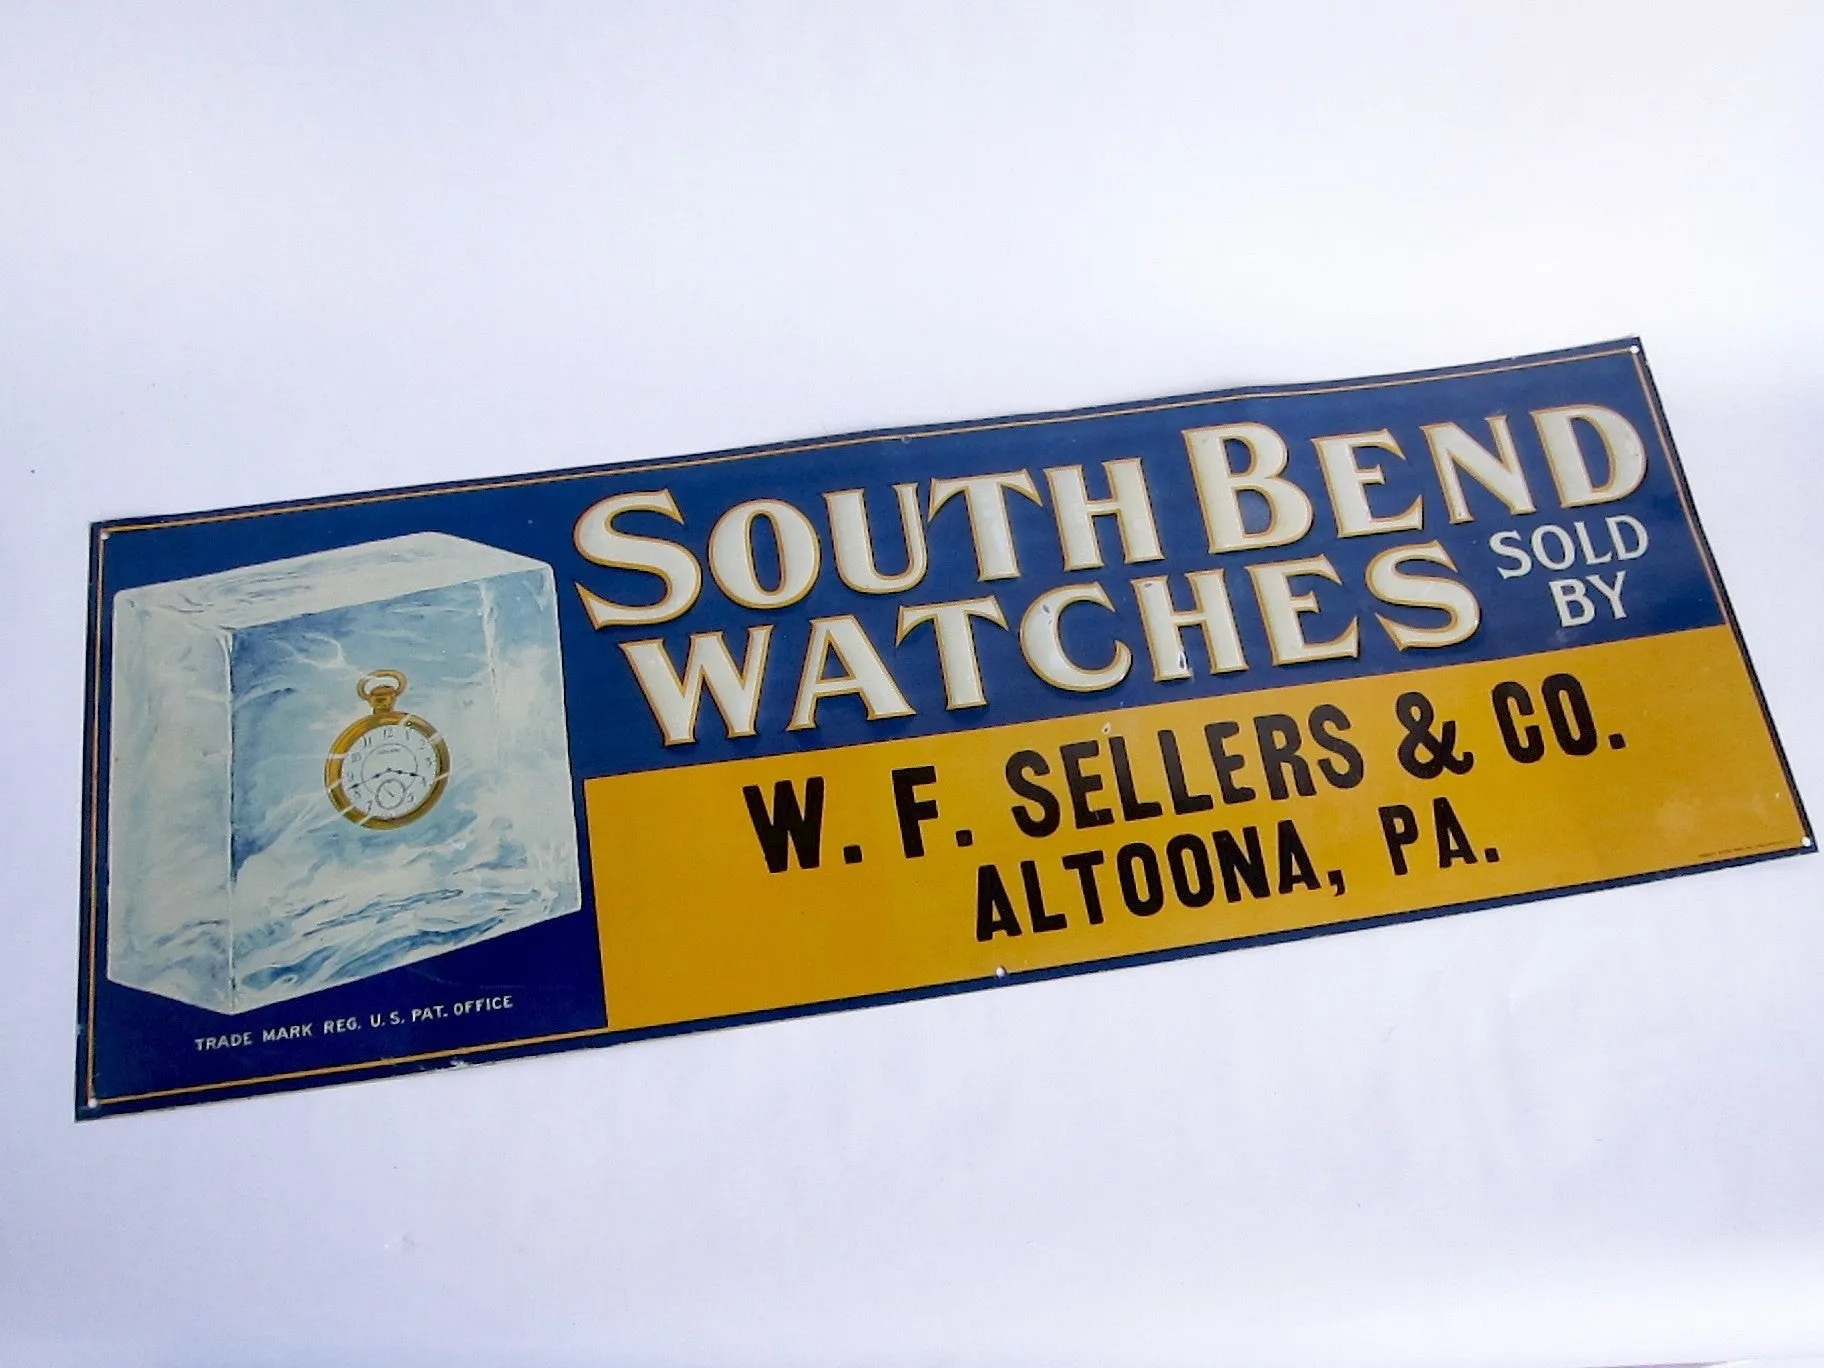 SOUTH BEND
WATCHES SOLD
BY
W. F. SELLERS & CO.
ALTOONA, PA.
TRADE MARK REG. U.S. PAT. OFFICE